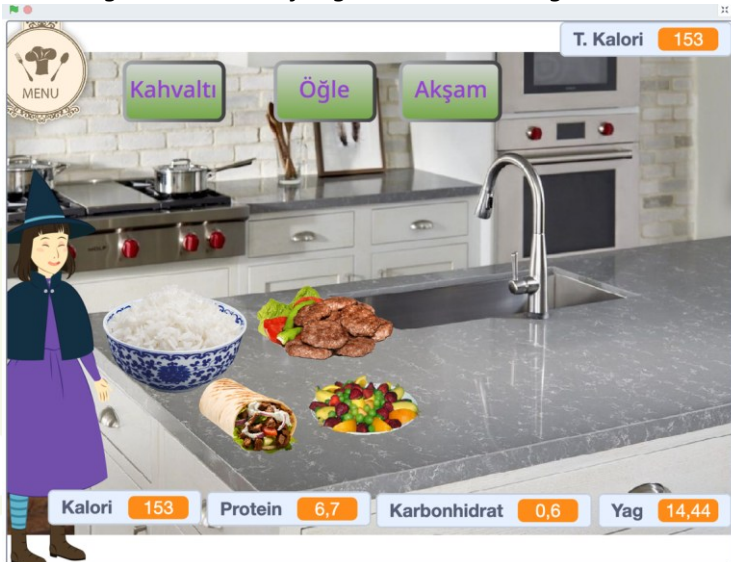 T. Kalori 153
MENU
Kahvaltı
Öğle
Akşam
Kalori 153
Protein 6,7
Karbonhidrat 0,6
Yag 14,44